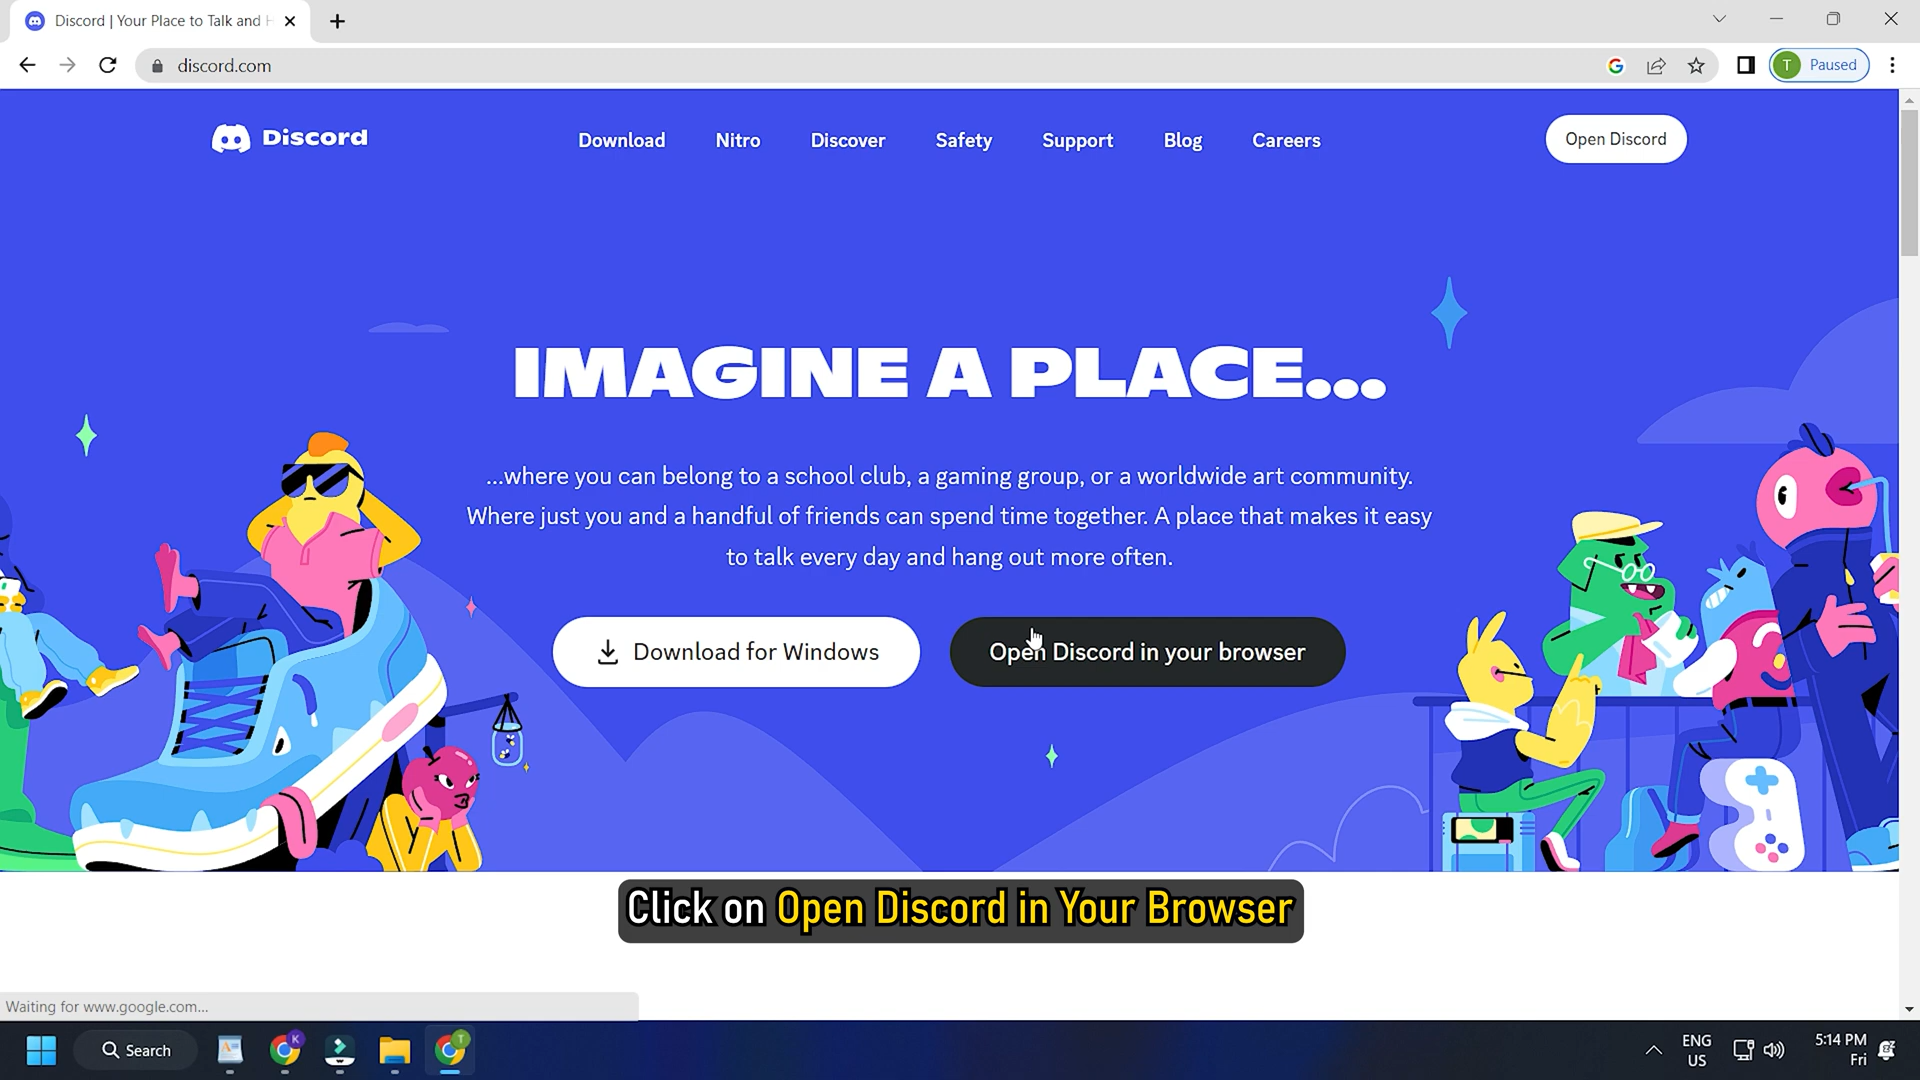 Discord | Your Place to Talk and H
discord.com
T Paused
Discord
Download
Nitro
Discover
Safety
Support
Blog
Careers
Open Discord
IMAGINE A PLACE...
...where you can belong to a school club, a gaming group, or a worldwide art community.
Where just you and a handful of friends can spend time together. A place that makes it easy
to talk every day and hang out more often.
Download for Windows
Open Discord in your browser
Click on Open Discord in Your Browser
Waiting for www.google.com...
Search
K
T
ENG
US
5:14 PM
Fri